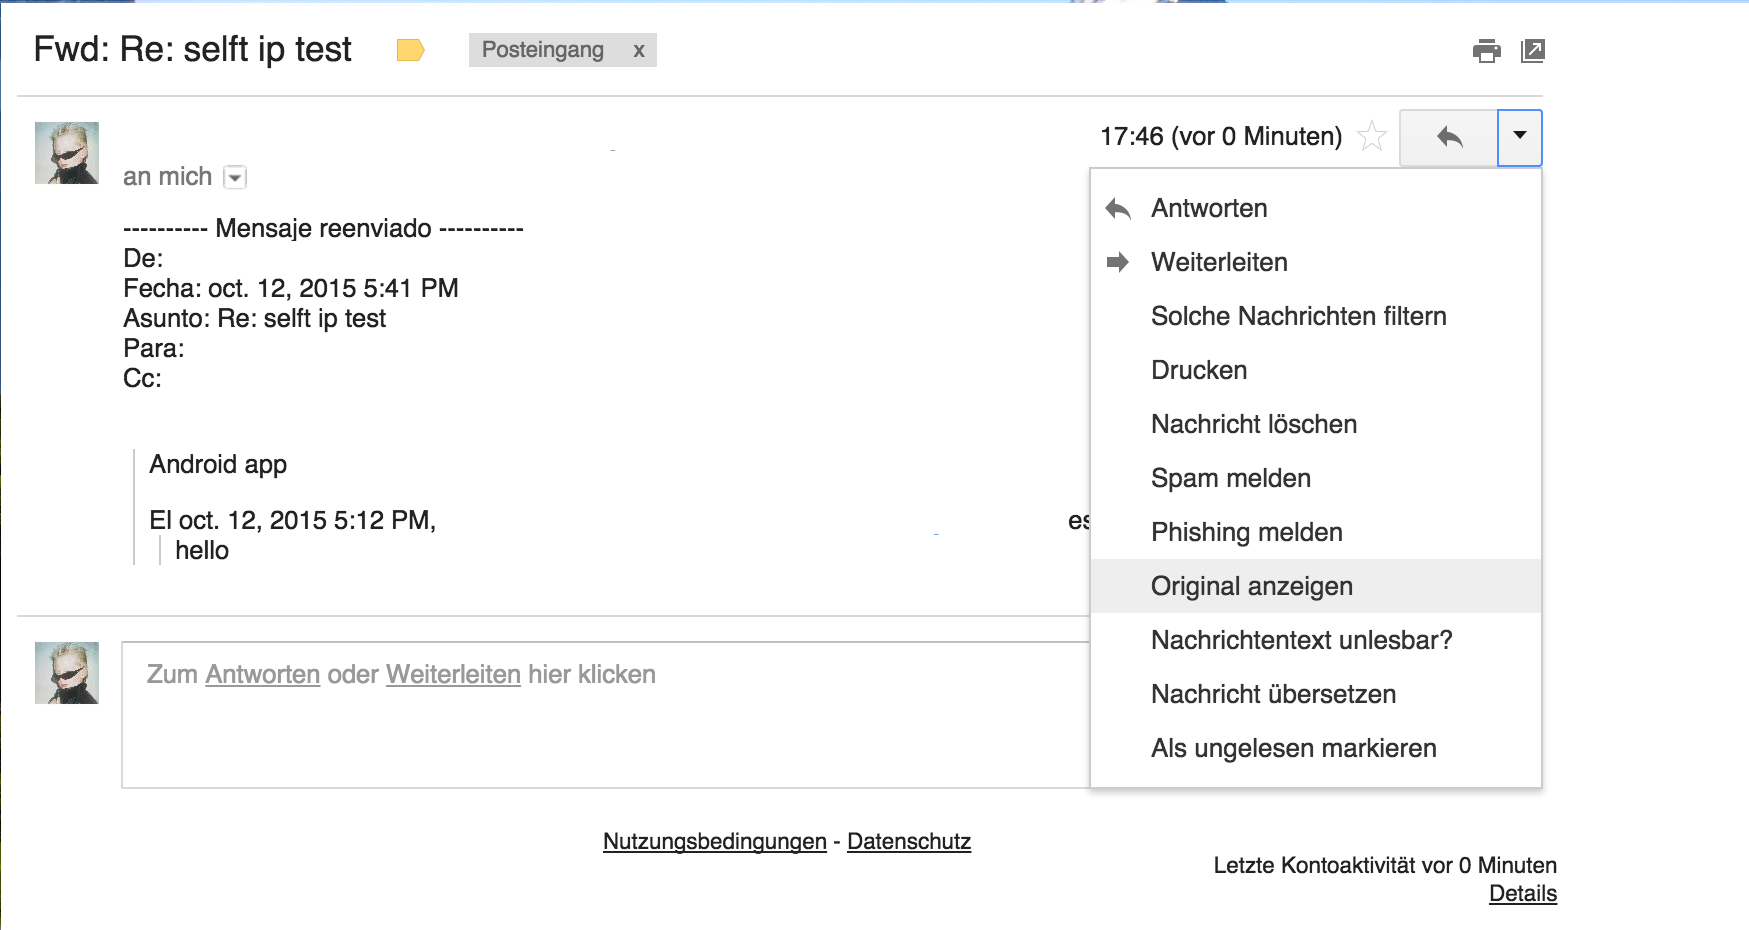 Fwd: Re: selft ip test
Posteingang x
17:46 (vor 0 Minuten)
an mich
---------- Mensaje reenviado ----------
De:
Fecha: oct. 12, 2015 5:41 PM
Asunto: Re: selft ip test
Para:
Cc:
Android app
El oct. 12, 2015 5:12 PM,
es
hello
Antworten
Weiterleiten
Solche Nachrichten filtern
Drucken
Nachricht löschen
Spam melden
Phishing melden
Original anzeigen
Nachrichtentext unlesbar?
Nachricht übersetzen
Als ungelesen markieren
Zum Antworten oder Weiterleiten hier klicken
Nutzungsbedingungen - Datenschutz
Letzte Kontoaktivität vor 0 Minuten
Details